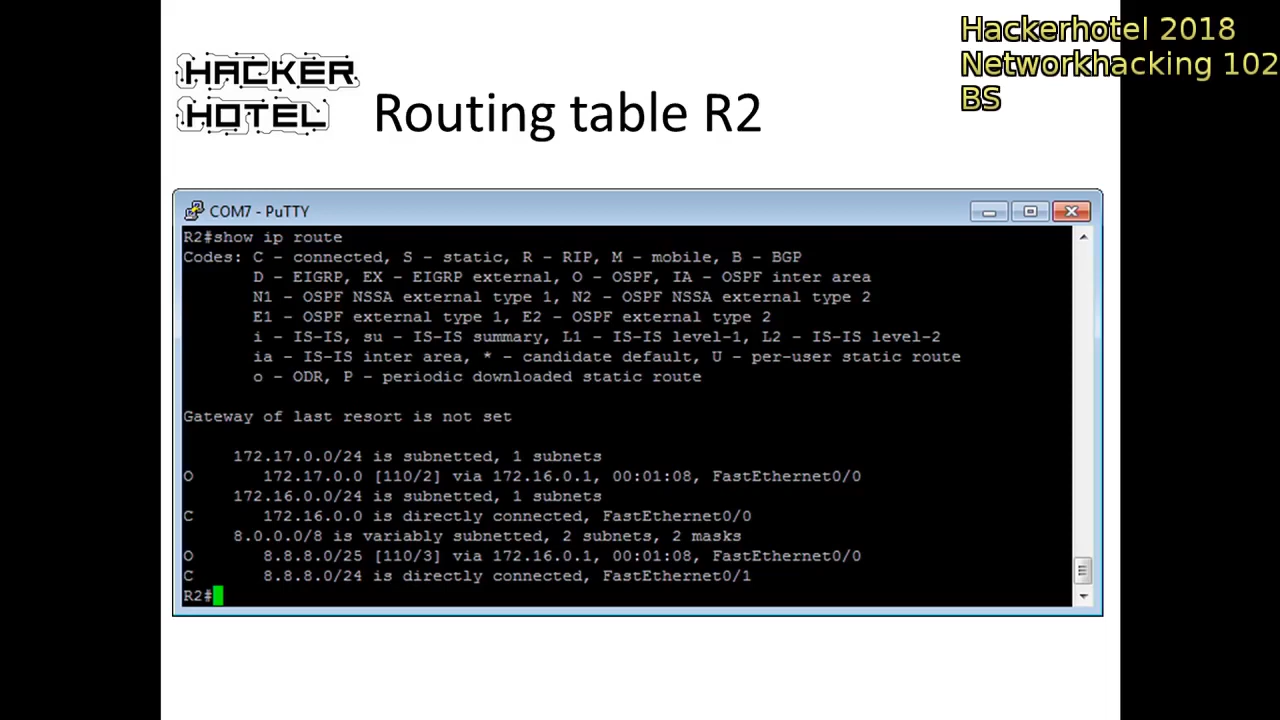 Hackerhotel 2018
Networkhacking 102
BS
HACKER
HOTEL
Routing table R2
COM7 - PuTTY
R2#show ip route
Codes: C - connected, S - static, R - RIP, M - mobile, B - BGP
D - EIGRP, EX - EIGRP external, O - OSPF, IA - OSPF inter area
N1 - OSPF NSSA external type 1, N2 - OSPF NSSA external type 2
E1 - OSPF external type 1, E2 - OSPF external type 2
i - IS-IS, su - IS-IS summary, L1 - IS-IS level-1, L2 - IS-IS level-2
ia - IS-IS inter area, * - candidate default, U - per-user static route
o - ODR, P - periodic downloaded static route
Gateway of last resort is not set
172.17.0.0/24 is subnetted, 1 subnets
O 172.17.0.0 [110/2] via 172.16.0.1, 00:01:08, FastEthernet0/0
172.16.0.0/24 is subnetted, 1 subnets
C 172.16.0.0 is directly connected, FastEthernet0/0
8.0.0.0/8 is variably subnetted, 2 subnets, 2 masks
O 8.8.8.0/25 [110/3] via 172.16.0.1, 00:01:08, FastEthernet0/0
C 8.8.8.0/24 is directly connected, FastEthernet0/1
R2#